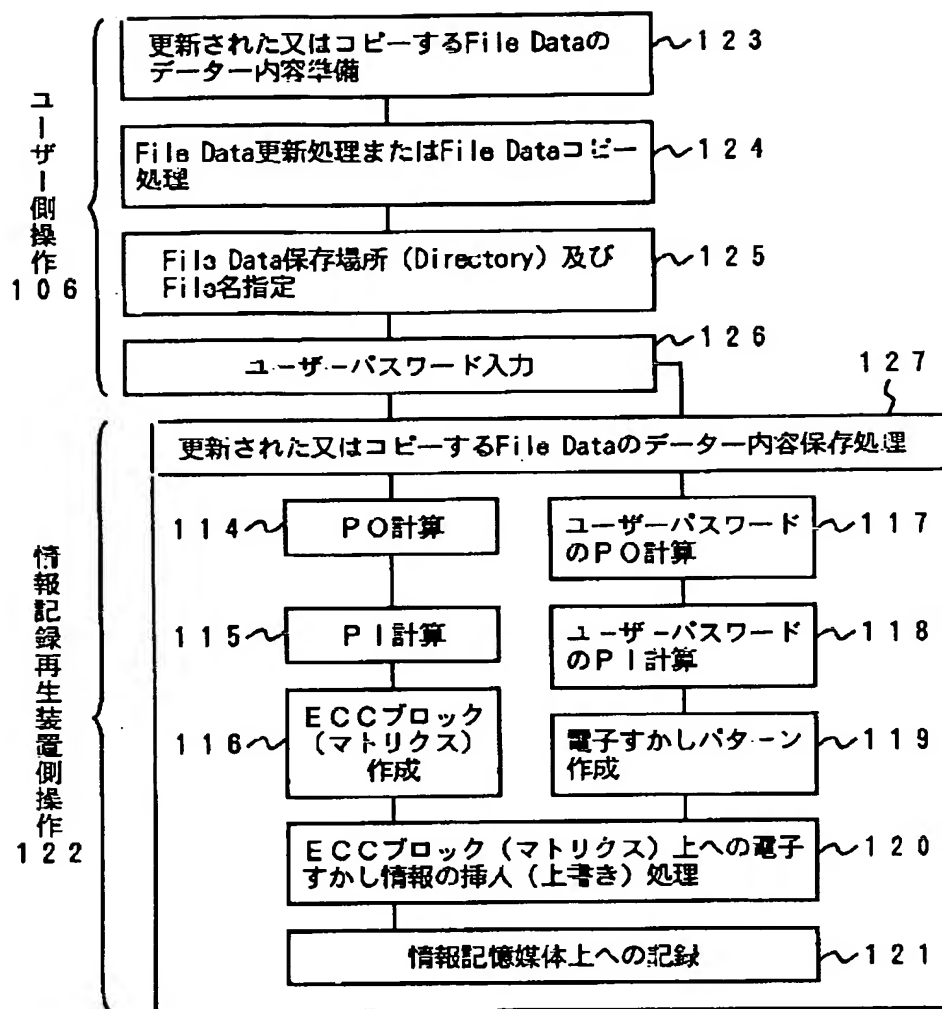 更新された又はコピーするFile Dataの
データー内容準備
123
File Data更新処理またはFile Dataコピー
処理
124
File Data保存場所（Directory）及び
File名指定
125
ユーザーパスワード入力
126
ユーザー側操作
106
127
更新された又はコピーするFile Dataのデーター内容保存処理
114
PO計算
ユーザーパスワード
のPO計算
117
115
PI計算
ユーザーパスワード
のPI計算
118
116
ECCブロック
（マトリクス）
作成
電子すかしパターン
作成
119
ECCブロック（マトリクス）上への電子
すかし情報の挿入（上書き）処理
120
情報記憶媒体上への記録
121
情報記録再生装置側操作
122